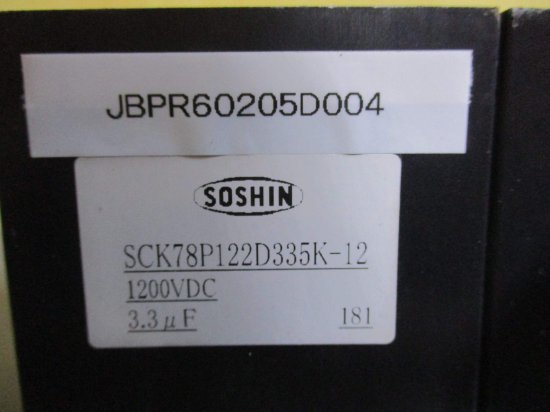 JBPR60205D004
SOSHIN
SCK78P122D335K-12
1200VDC
3.3μF 181